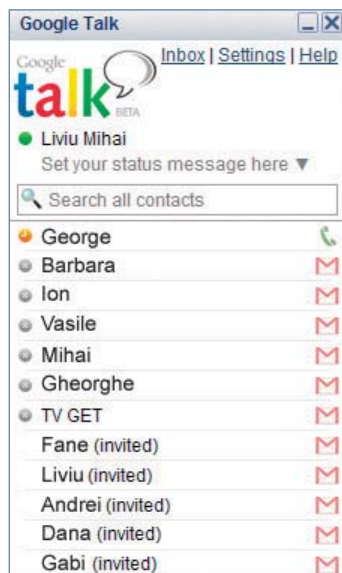 Google Talk
Inbox | Settings | Help
Google
talk
BETA
Liviu Mihai
Set your status message here ▼
Search all contacts
George
Barbara
Ion
Vasile
Mihai
Gheorghe
TV GET
Fane (invited)
Liviu (invited)
Andrei (invited)
Dana (invited)
Gabi (invited)